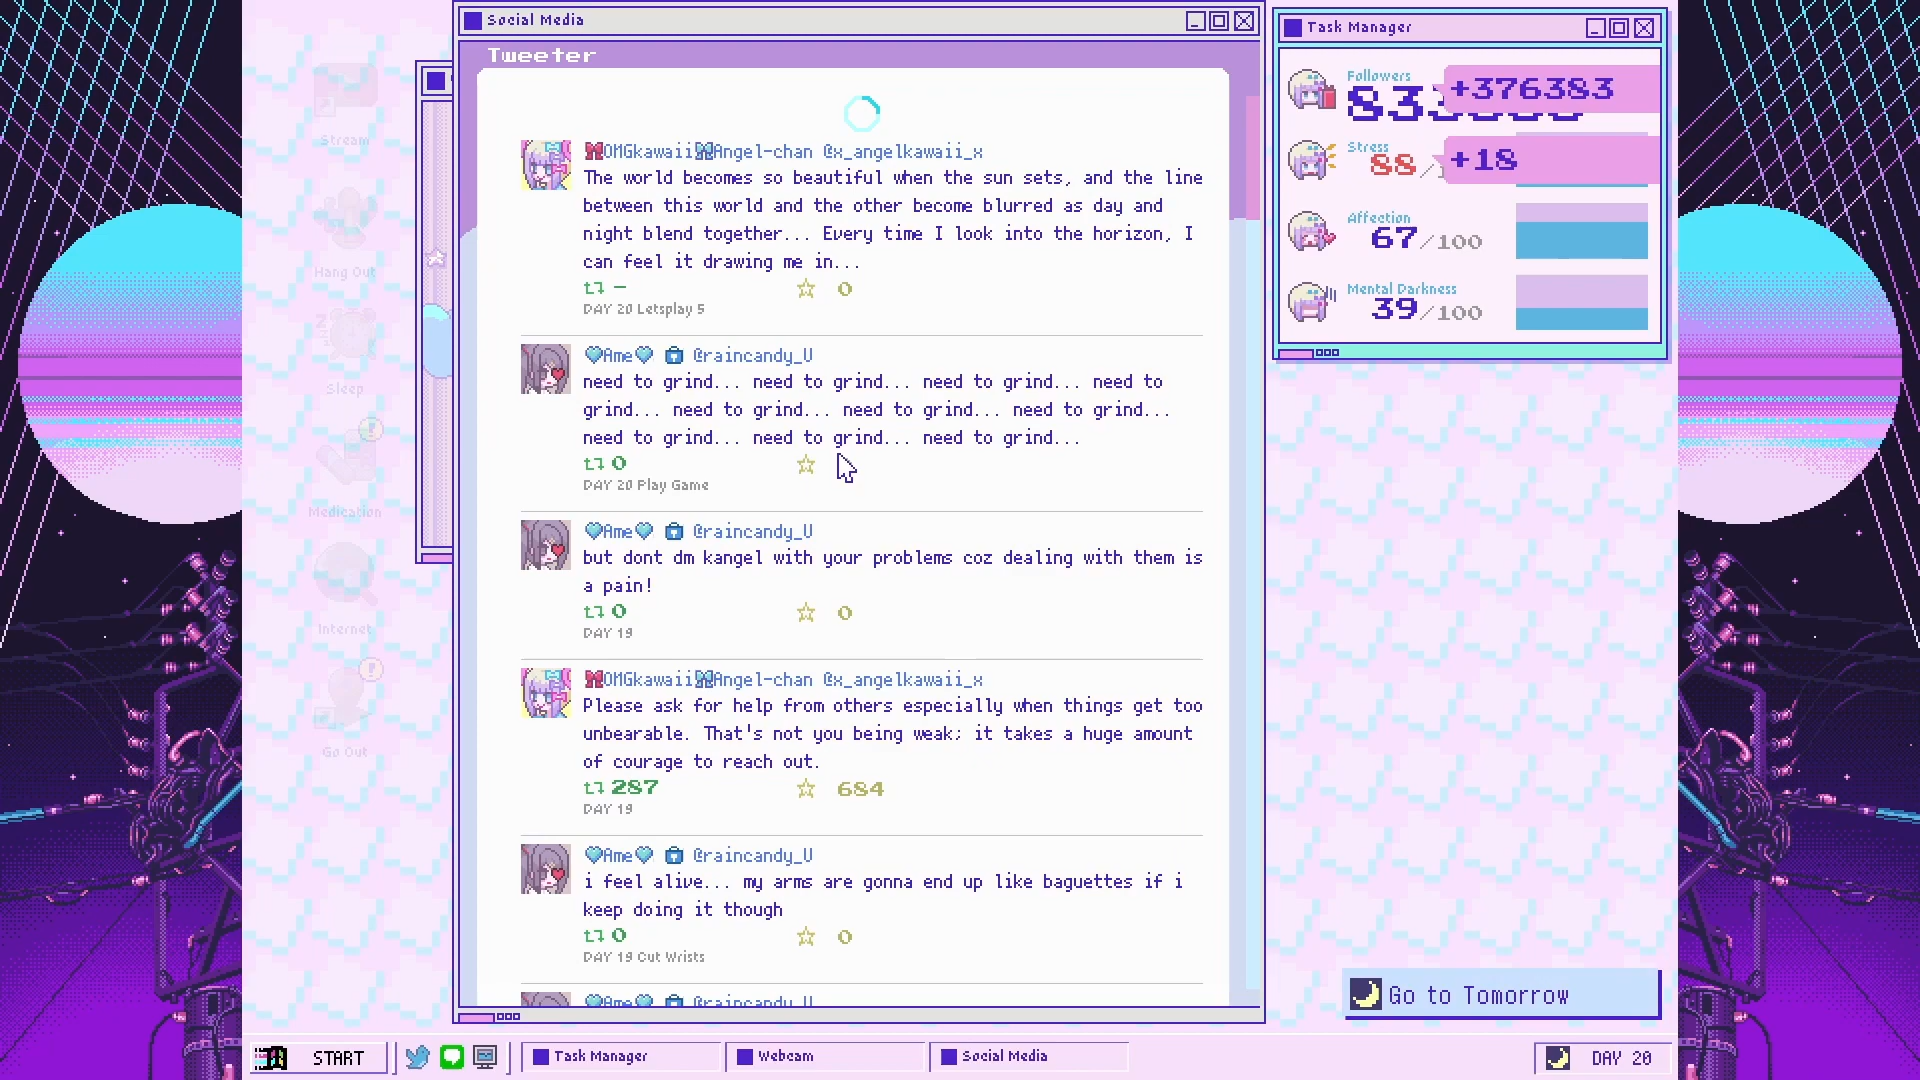 Social Media
Tweeter
OMGkawaii Angel-chan @x_angelkawaii_x
The world becomes so beautiful when the sun sets, and the line
between this world and the other become blurred as day and
night blend together... Every time I look into the horizon, I
can feel it drawing me in...
— 0
DAY 20 Letsplay 5
Ame @raincandy_U
need to grind... need to grind... need to grind... need to
grind... need to grind... need to grind... need to grind...
need to grind... need to grind... need to grind...
0
DAY 20 Play Game
Ame @raincandy_U
but dont dm kangel with your problems coz dealing with them is
a pain!
0 0
DAY 19
OMGkawaii Angel-chan @x_angelkawaii_x
Please ask for help from others especially when things get too
unbearable. That's not you being weak; it takes a huge amount
of courage to reach out.
287 684
DAY 19
Ame @raincandy_U
i feel alive... my arms are gonna end up like baguettes if i
keep doing it though
0 0
DAY 19 Cut Wrists
Ame @raincandy_U
Stream
Hang Out
Sleep
Medication
Internet
Go Out
Task Manager
Followers
+376383
Stress
88/ +18
Affection
67/100
Mental Darkness
39/100
Go to Tomorrow
START
Task Manager
Webcam
Social Media
DAY 20